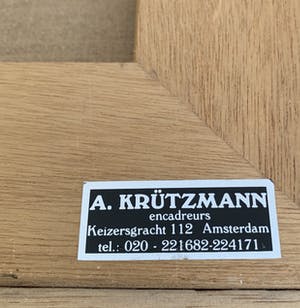 A. KRÜTZMANN
encadreurs
Keizersgracht 112 Amsterdam
tel.: 020 - 221682-224171